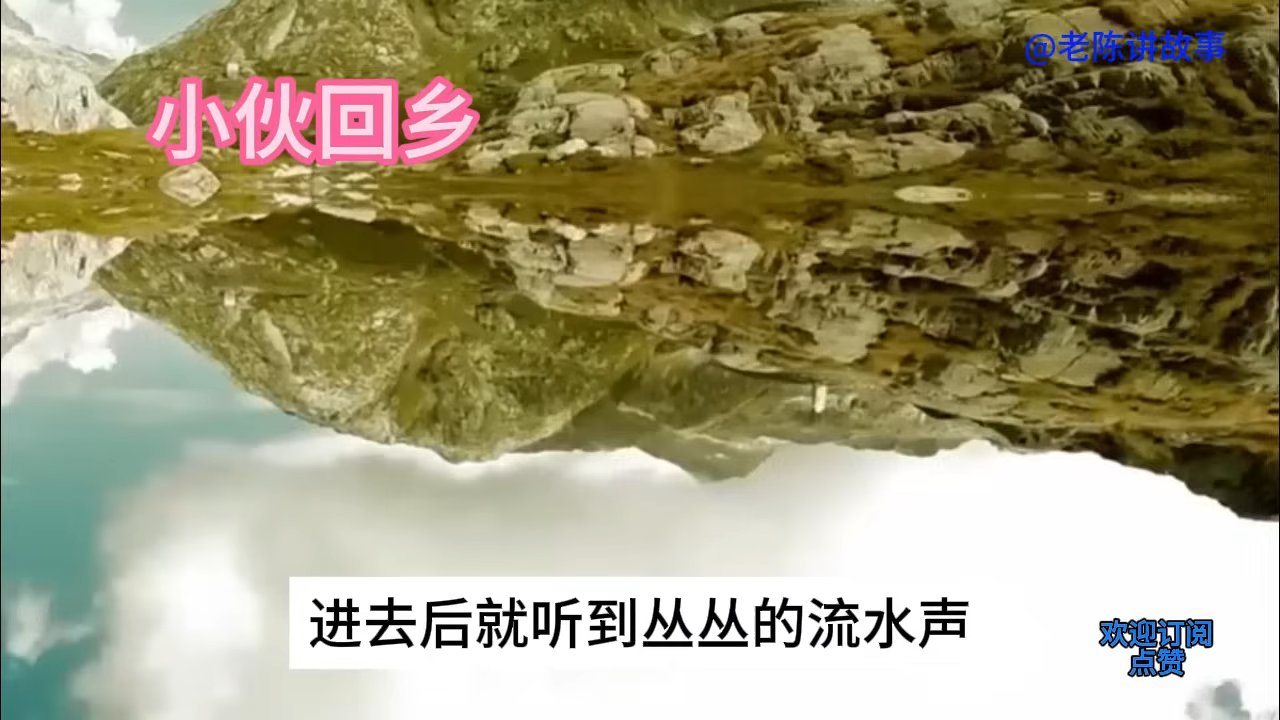 @老陈讲故事
小伙回乡
进去后就听到丛丛的流水声
欢迎订阅
点赞